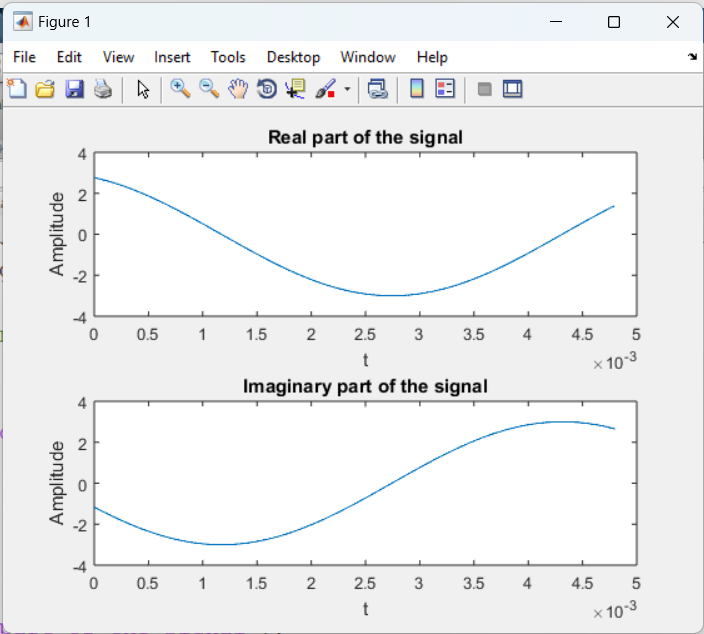 Figure 1
File Edit View Insert Tools Desktop Window Help
Real part of the signal
4
2
0
-2
-4
Amplitude
0 0.5 1 1.5 2 2.5 3 3.5 4 4.5 5
t
×10-3
Imaginary part of the signal
4
2
0
-2
-4
Amplitude
0 0.5 1 1.5 2 2.5 3 3.5 4 4.5 5
t
×10-3